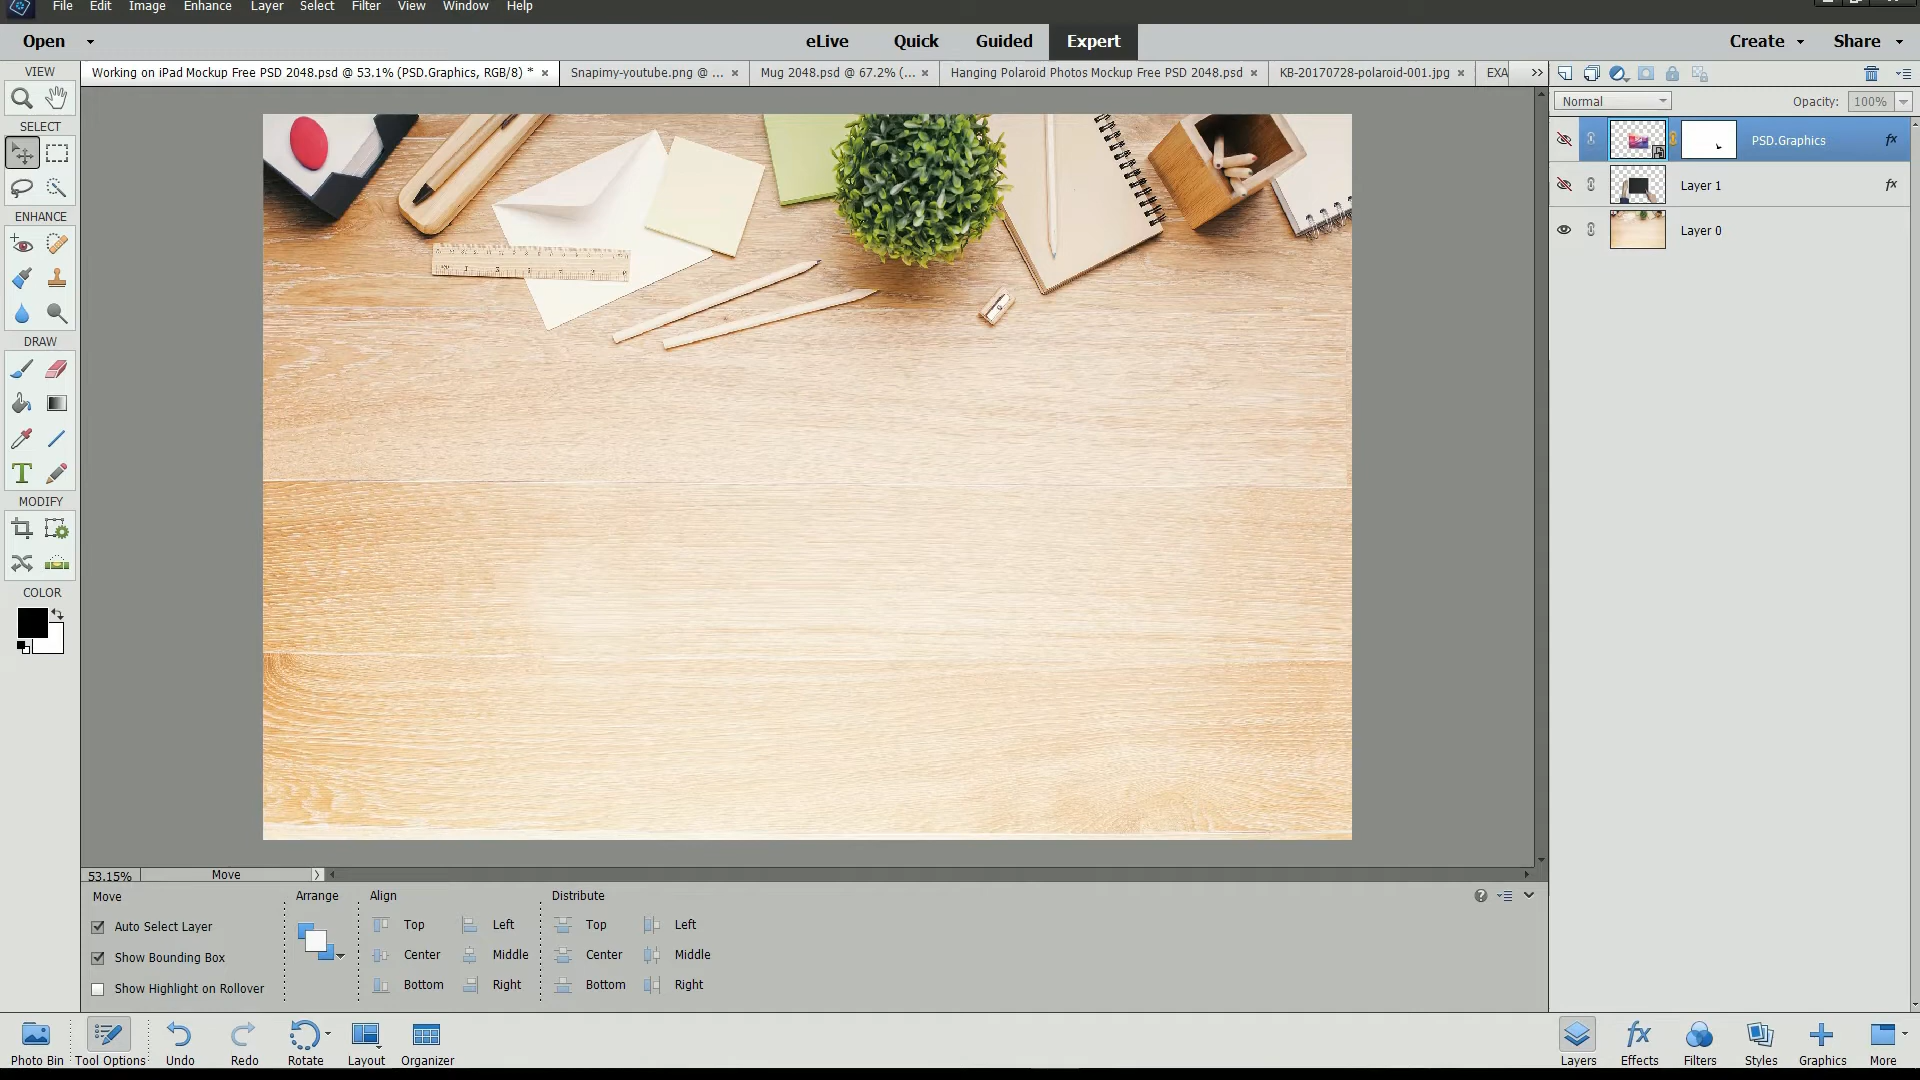 File Edit Image Enhance Layer Select Filter View Window Help
Open eLive Quick Guided Expert Create Share
VIEW
Working on iPad Mockup Free PSD 2048.psd @ 53.1% (PSD.Graphics, RGB/8) * Snapimy-youtube.png @ ... Mug 2048.psd @ 67.2% (... Hanging Polaroid Photos Mockup Free PSD 2048.psd KB-20170728-polaroid-001.jpg EXA
Normal Opacity: 100%
SELECT
PSD.Graphics fx
Layer 1 fx
ENHANCE
Layer 0
DRAW
MODIFY
COLOR
53.15% Move
Move Arrange Align Distribute
Auto Select Layer Top Left Top Left
Show Bounding Box Center Middle Center Middle
Show Highlight on Rollover Bottom Right Bottom Right
Photo Bin Tool Options Undo Redo Rotate Layout Organizer Layers Effects Filters Styles Graphics More